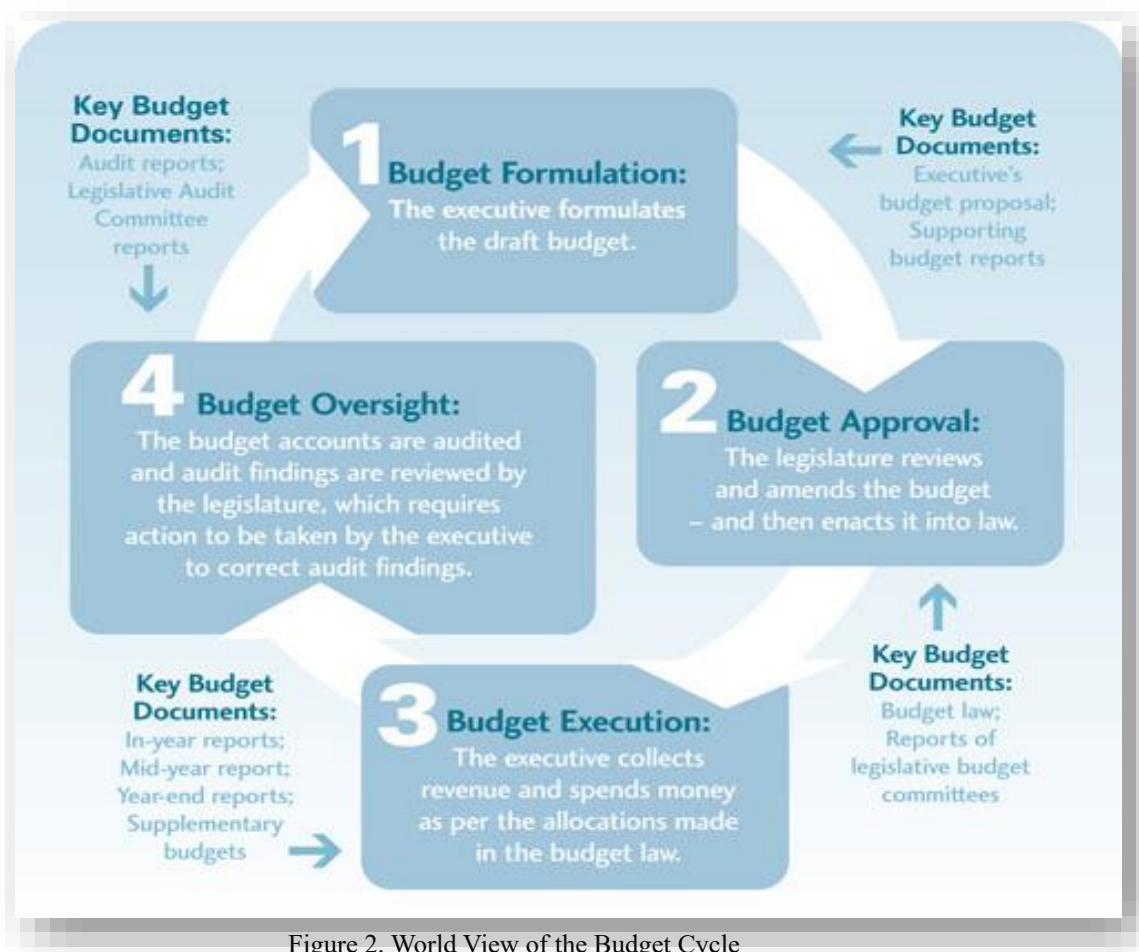 Key Budget
Documents:
Audit reports;
Legislative Audit
Committee
reports
1
Budget Formulation:
The executive formulates
the draft budget.
Key Budget
Documents:
Executive's
budget proposal;
Supporting
budget reports
2
Budget Approval:
The legislature reviews
and amends the budget
– and then enacts it into law.
Key Budget
Documents:
Budget law;
Reports of
legislative budget
committees
3
Budget Execution:
The executive collects
revenue and spends money
as per the allocations made
in the budget law.
Key Budget
Documents:
In-year reports;
Mid-year report;
Year-end reports;
Supplementary
budgets
4
Budget Oversight:
The budget accounts are audited
and audit findings are reviewed by
the legislature, which requires
action to be taken by the executive
to correct audit findings.
Figure 2. World View of the Budget Cycle